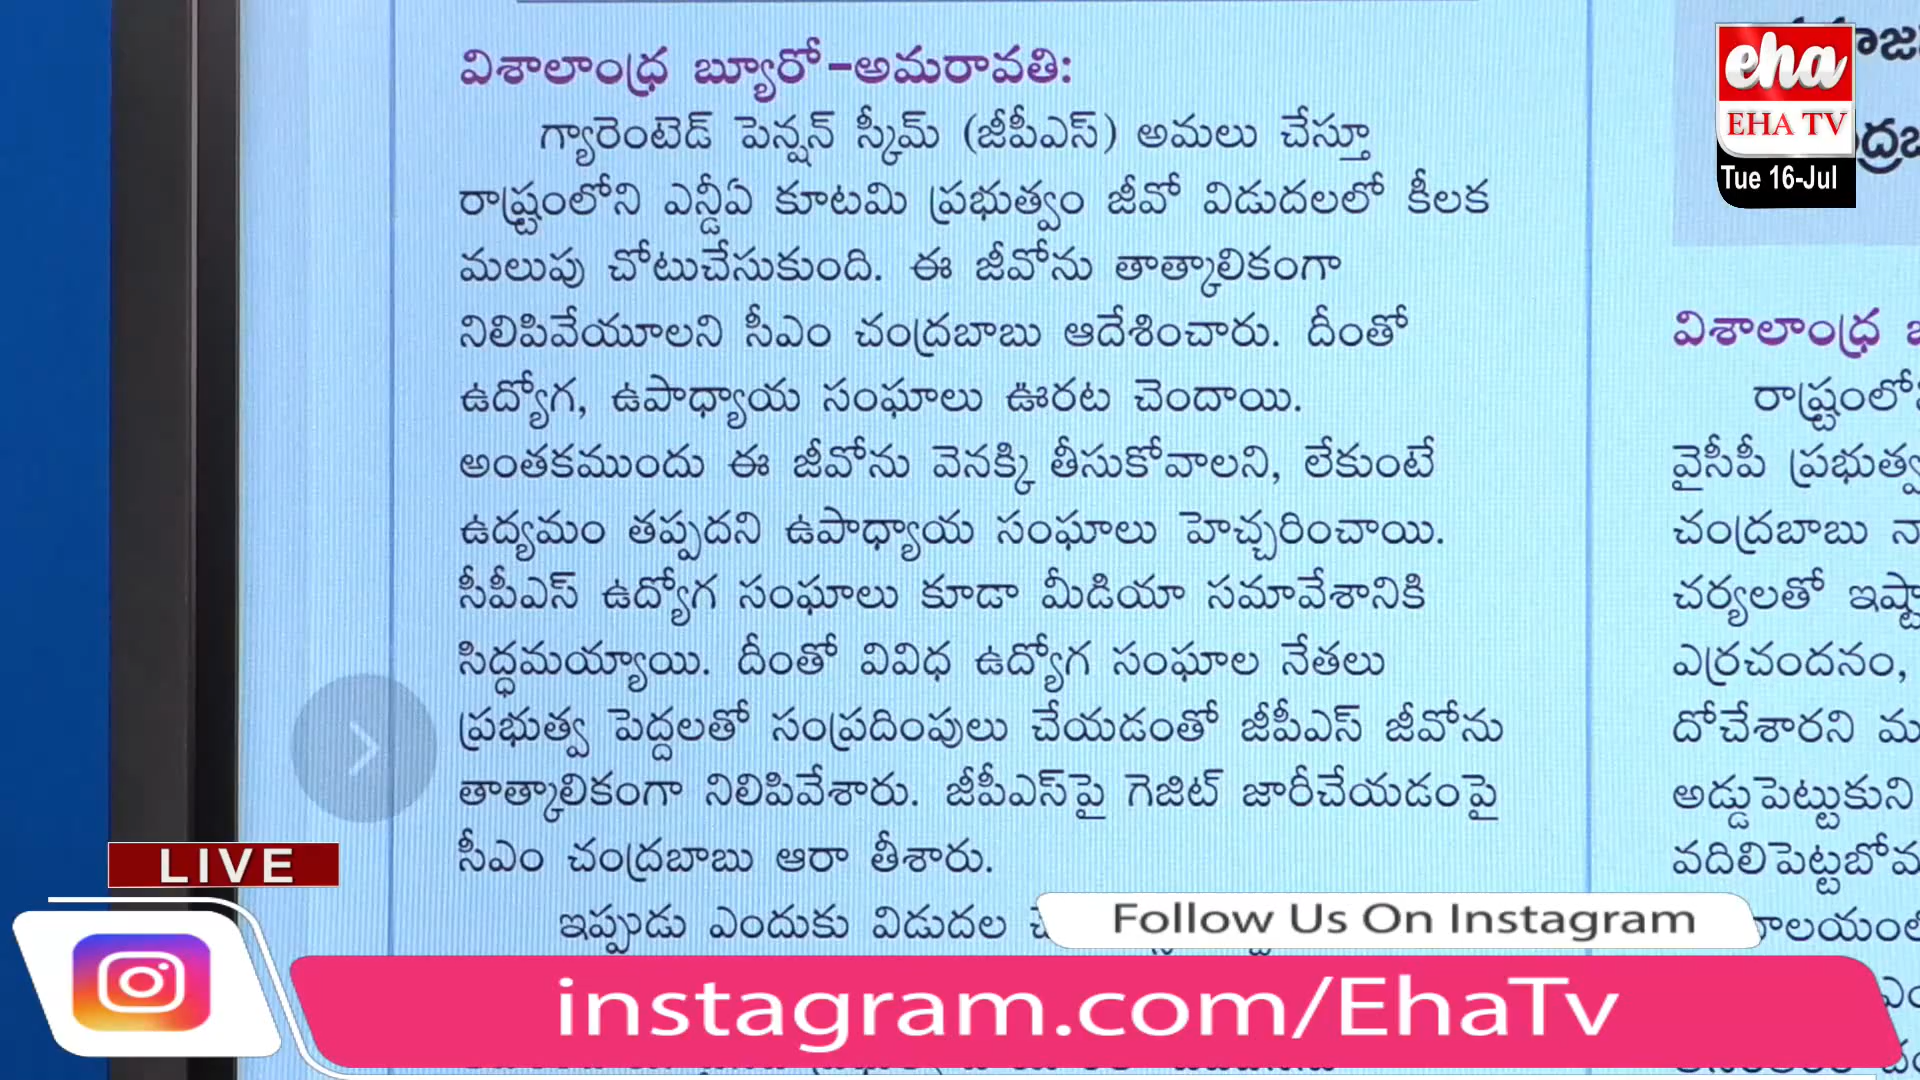 విశాలాంధ్ర బ్యూరో-అమరావతి:
గ్యారెంటెడ్ పెన్షన్ స్కీమ్ (జీపీఎస్) అమలు చేస్తూ
రాష్ట్రంలోని ఎన్డీఏ కూటమి ప్రభుత్వం జీవో విడుదలలో కీలక
మలుపు చోటుచేసుకుంది. ఈ జీవోను తాత్కాలికంగా
నిలిపివేయాలని సీఎం చంద్రబాబు ఆదేశించారు. దీంతో
ఉద్యోగ, ఉపాధ్యాయ సంఘాలు ఊరట చెందాయి.
అంతకముందు ఈ జీవోను వెనక్కి తీసుకోవాలని, లేకుంటే
ఉద్యమం తప్పదని ఉపాధ్యాయ సంఘాలు హెచ్చరించాయి.
సీపీఎస్ ఉద్యోగ సంఘాలు కూడా మీడియా సమావేశానికి
సిద్ధమయ్యాయి. దీంతో వివిధ ఉద్యోగ సంఘాల నేతలు
ప్రభుత్వ పెద్దలతో సంప్రదింపులు చేయడంతో జీపీఎస్ జీవోను
తాత్కాలికంగా నిలిపివేశారు. జీపీఎస్‌పై గెజిట్ జారీచేయడంపై
సీఎం చంద్రబాబు ఆరా తీశారు.
ఇప్పుడు ఎందుకు విడుదల
విశాలాంధ్ర
వైసీపీ
చంద్రబాబు
చర్యలతో
ఎర్రచందనం,
దోచేశారని
అడ్డుపెట్టుకుని
eha
EHA TV
Tue 16-Jul
LIVE
Follow Us On Instagram
instagram.com/EhaTv